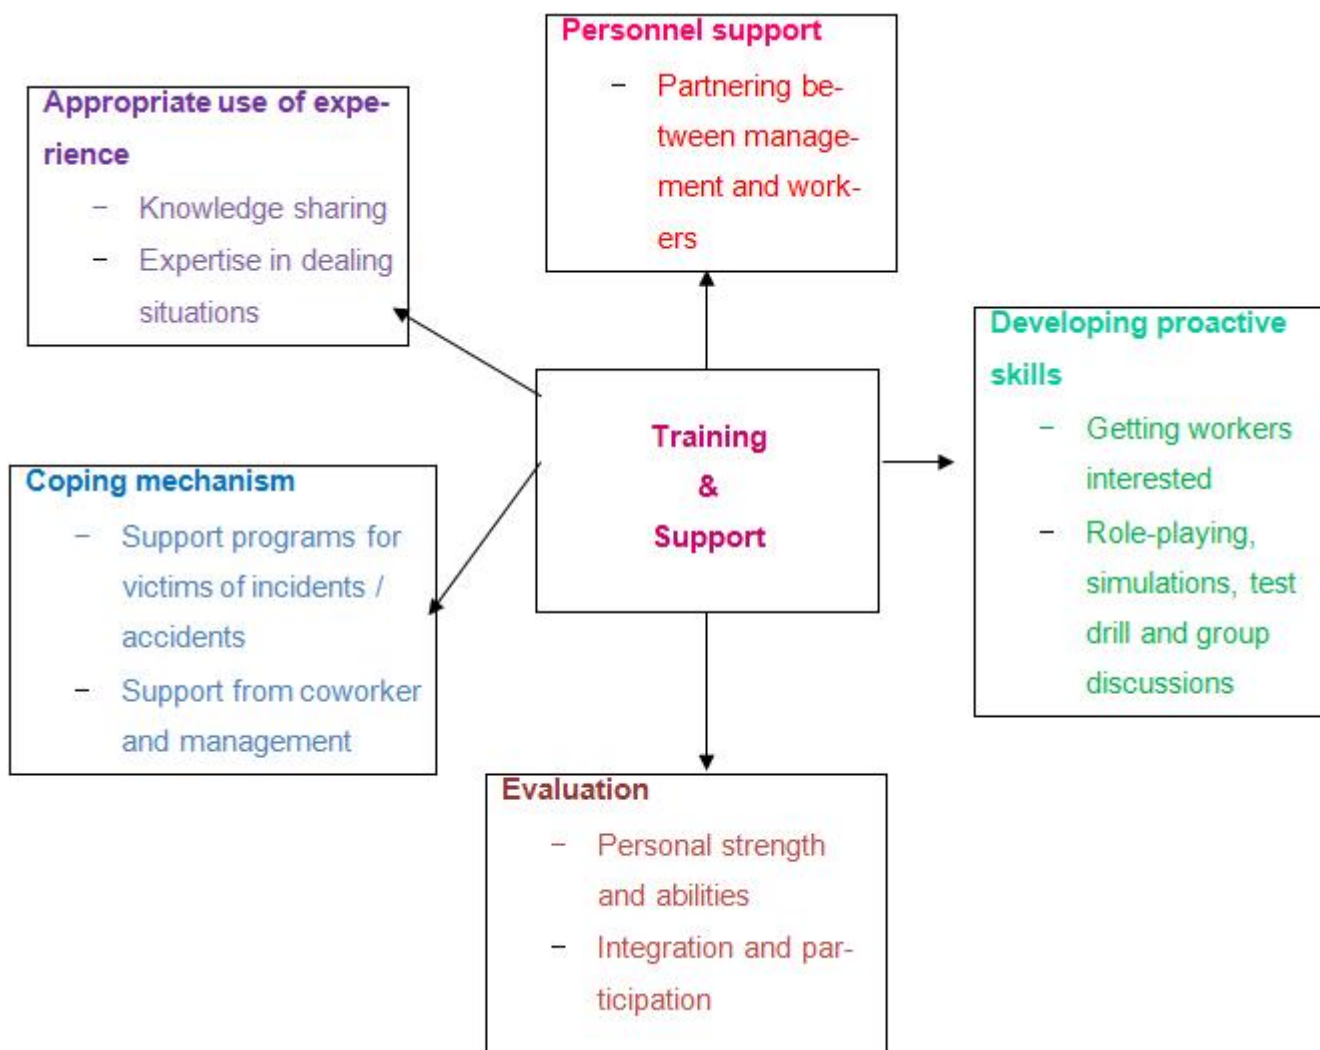 Personnel support
– Partnering be-
tween manage-
ment and work-
ers
Appropriate use of expe-
rience
– Knowledge sharing
– Expertise in dealing
situations
Developing proactive
skills
– Getting workers
interested
– Role-playing,
simulations, test
drill and group
discussions
Training
&
Support
Coping mechanism
– Support programs for
victims of incidents /
accidents
– Support from coworker
and management
Evaluation
– Personal strength
and abilities
– Integration and par-
ticipation